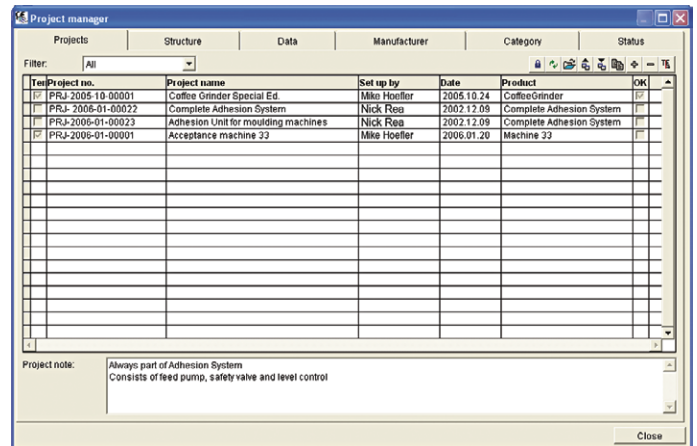 Project manager
Projects Structure Data Manufacturer Category Status
Filter: All
Ter Project no. Project name Set up by Date Product OK
PRJ-2005-10-00001 Coffee Grinder Special Ed. Mike Hoefler 2005.10.24 CoffeeGrinder
PRJ- 2006-01-00022 Complete Adhesion System Nick Rea 2002.12.09 Complete Adhesion System
PRJ-2006-01-00023 Adhesion Unit for moulding machines Nick Rea 2002.12.09 Complete Adhesion System
PRJ-2006-01-00001 Acceptance machine 33 Mike Hoefler 2006.01.20 Machine 33
Project note: Always part of Adhesion System
Consists of feed pump, safety valve and level control
Close